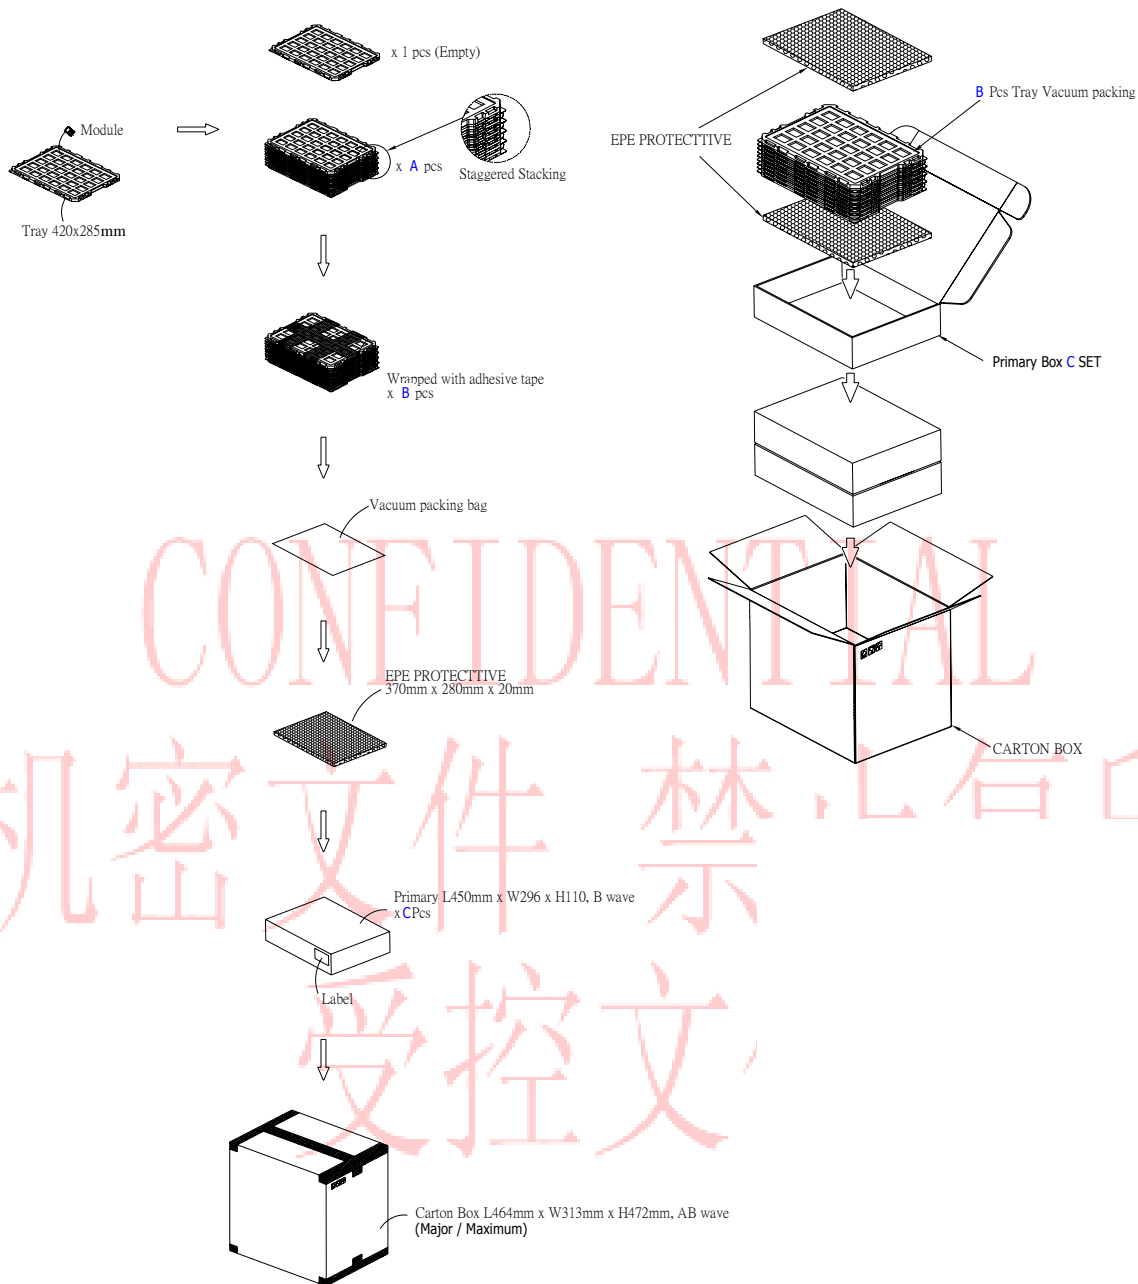 x 1 pcs (Empty)
Module
Tray 420x285mm
x A pcs
Staggered Stacking
Wrapped with adhesive tape
x B pcs
Vacuum packing bag
EPE PROTECTTIVE
370mm x 280mm x 20mm
Primary L450mm x W296 x H110, B wave
x C Pcs
Label
Carton Box L464mm x W313mm x H472mm, AB wave
(Major / Maximum)
B Pcs Tray Vacuum packing
EPE PROTECTTIVE
Primary Box C SET
CARTON BOX
CONFIDENTIAL
机密文件 禁
受控文